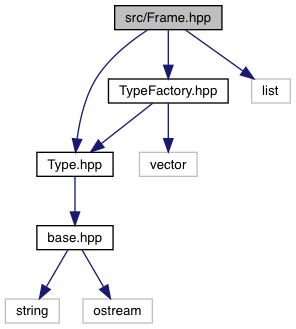 src/Frame.hpp
TypeFactory.hpp
list
Type.hpp
vector
base.hpp
string
ostream